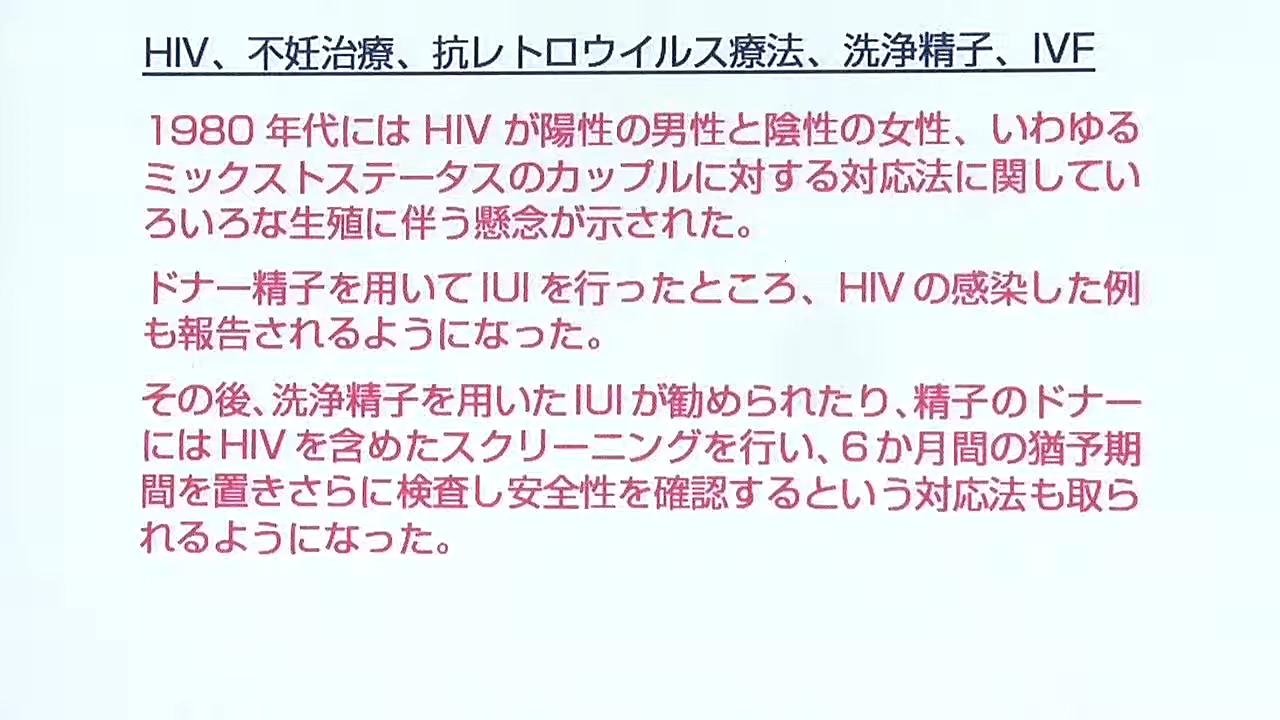 HIV、不妊治療、抗レトロウイルス療法、洗浄精子、IVF
1980 年代には HIV が陽性の男性と陰性の女性、いわゆる
ミックストステータスのカップルに対する対応法に関してい
ろいろな生殖に伴う懸念が示された。
ドナー精子を用いて IUI を行ったところ、HIV の感染した例
も報告されるようになった。
その後、洗浄精子を用いた IUI が勧められたり、精子のドナー
には HIV を含めたスクリーニングを行い、6 か月間の猶予期
間を置きさらに検査し安全性を確認するという対応法も取ら
れるようになった。